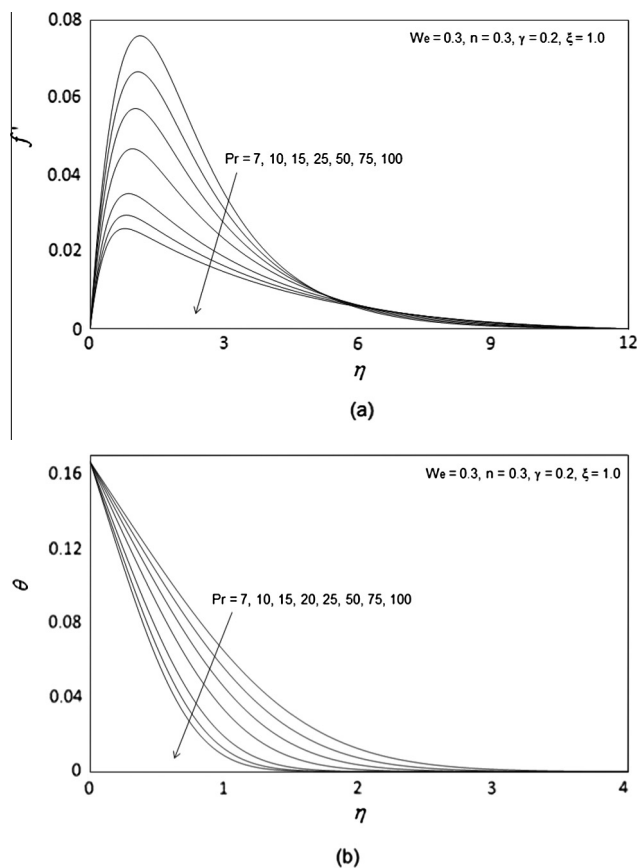 0.08
We = 0.3, n = 0.3, γ = 0.2, ξ = 1.0
0.06
f'
Pr = 7, 10, 15, 25, 50, 75, 100
0.04
0.02
0
0 3 6 9 12
η
(a)
0.16
We = 0.3, n = 0.3, γ = 0.2, ξ = 1.0
0.12
θ
Pr = 7, 10, 15, 20, 25, 50, 75, 100
0.08
0.04
0
0 1 2 3 4
η
(b)